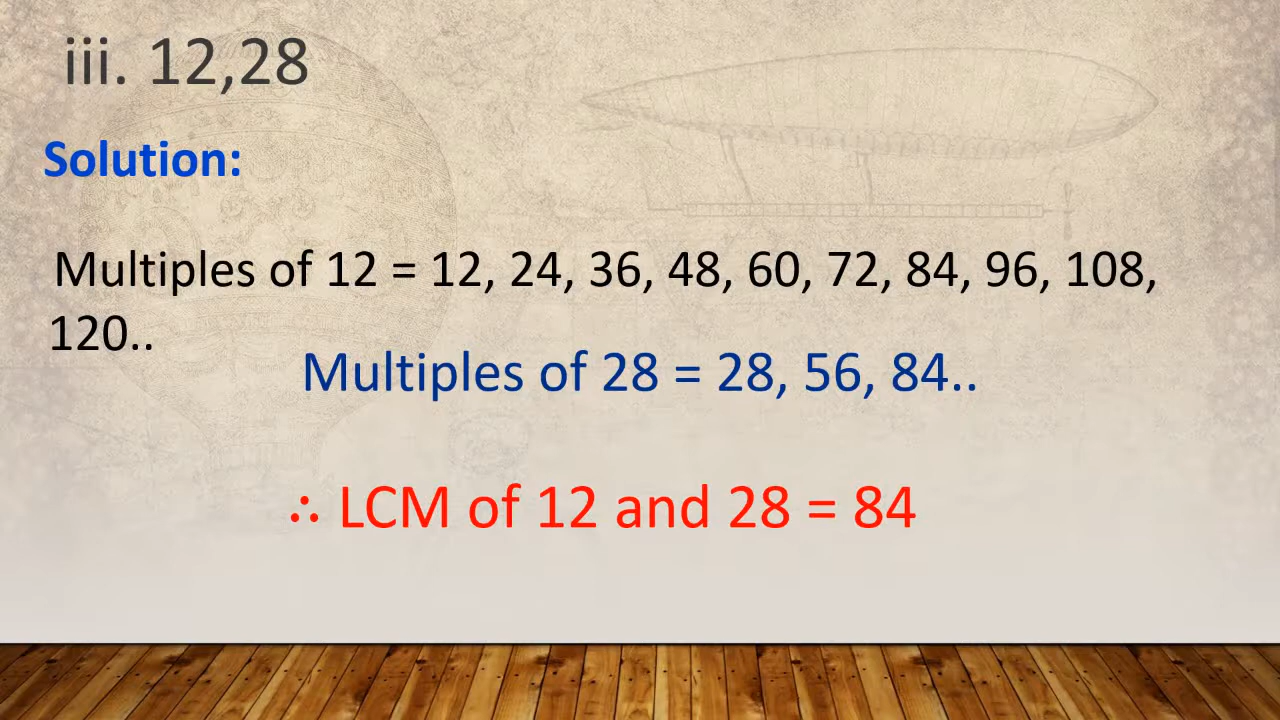 iii. 12,28
Solution:
Multiples of 12 = 12, 24, 36, 48, 60, 72, 84, 96, 108,
120..
Multiples of 28 = 28, 56, 84..
∴ LCM of 12 and 28 = 84